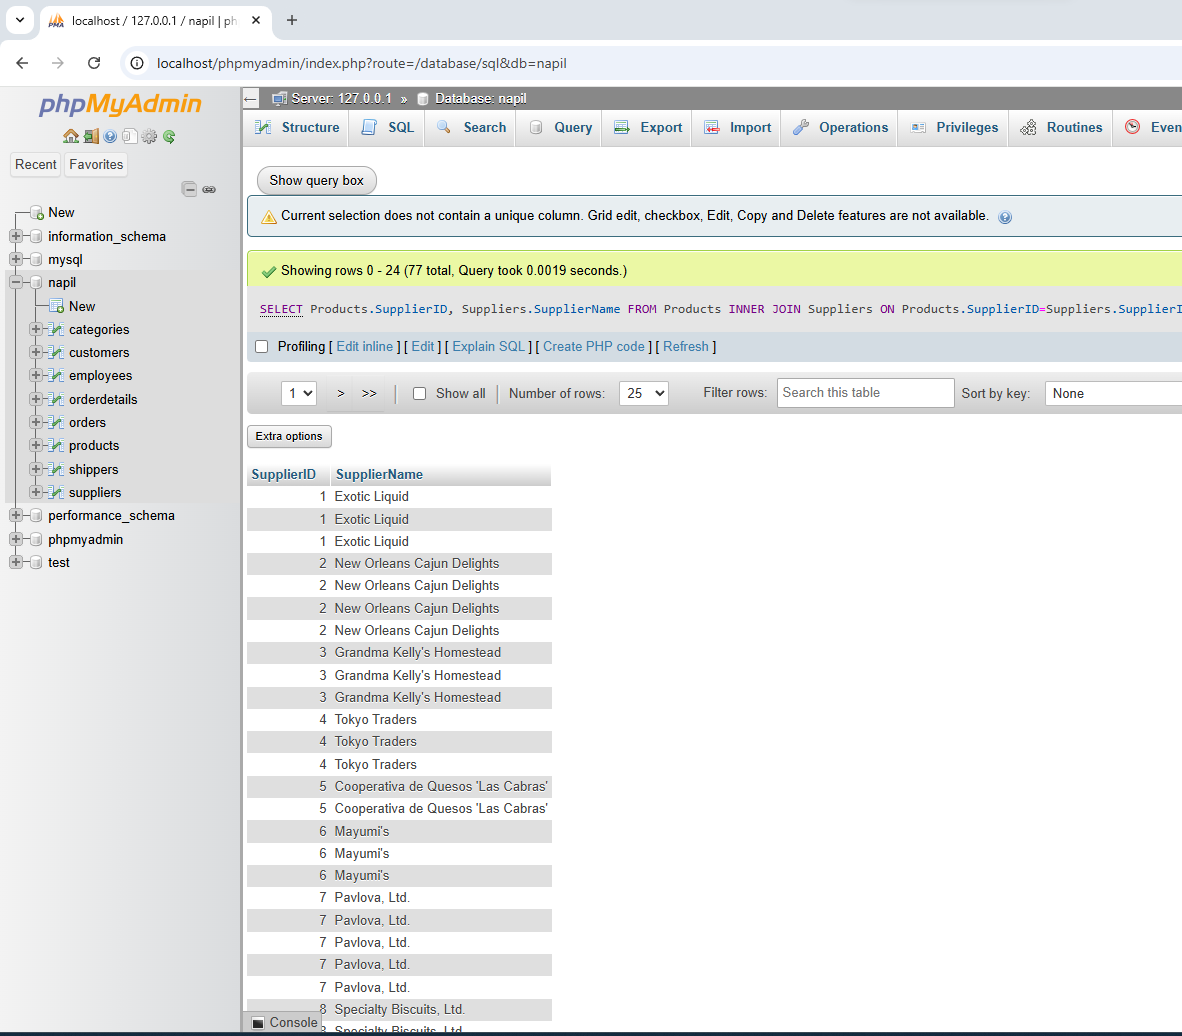 localhost / 127.0.0.1 / napil | ph
localhost/phpmyadmin/index.php?route=/database/sql&db=napil
phpMyAdmin
Recent Favorites
New
information_schema
mysql
napil
New
categories
customers
employees
orderdetails
orders
products
shippers
suppliers
performance_schema
phpmyadmin
test
Server: 127.0.0.1 » Database: napil
Structure SQL Search Query Export Import Operations Privileges Routines Even
Show query box
Current selection does not contain a unique column. Grid edit, checkbox, Edit, Copy and Delete features are not available.
Showing rows 0 - 24 (77 total, Query took 0.0019 seconds.)
SELECT Products.SupplierID, Suppliers.SupplierName FROM Products INNER JOIN Suppliers ON Products.SupplierID=Suppliers.SupplierI
Profiling [ Edit inline ] [ Edit ] [ Explain SQL ] [ Create PHP code ] [ Refresh ]
1 > >> Show all Number of rows: 25 Filter rows: Search this table Sort by key: None
Extra options
SupplierID SupplierName
1 Exotic Liquid
1 Exotic Liquid
1 Exotic Liquid
2 New Orleans Cajun Delights
2 New Orleans Cajun Delights
2 New Orleans Cajun Delights
2 New Orleans Cajun Delights
3 Grandma Kelly's Homestead
3 Grandma Kelly's Homestead
3 Grandma Kelly's Homestead
4 Tokyo Traders
4 Tokyo Traders
4 Tokyo Traders
5 Cooperativa de Quesos 'Las Cabras'
5 Cooperativa de Quesos 'Las Cabras'
6 Mayumi's
6 Mayumi's
6 Mayumi's
7 Pavlova, Ltd.
7 Pavlova, Ltd.
7 Pavlova, Ltd.
7 Pavlova, Ltd.
7 Pavlova, Ltd.
8 Specialty Biscuits, Ltd.
Console
8 Specialty Biscuits, Ltd.